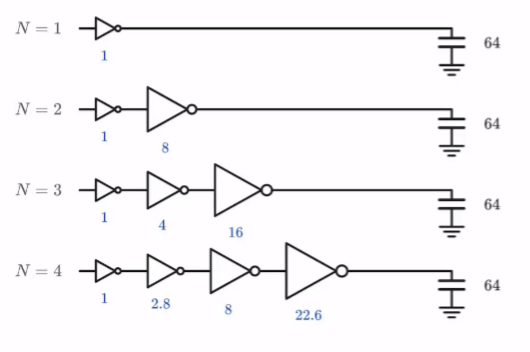 N = 1
1
64
N = 2
1 8
64
N = 3
1 4 16
64
N = 4
1 2.8 8 22.6
64